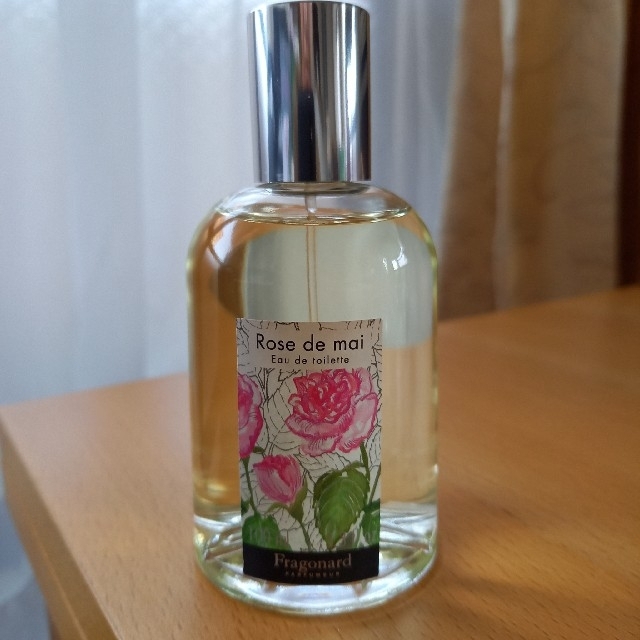 Rose de mai
Eau de toilette
Fragonard
PARFUMEUR